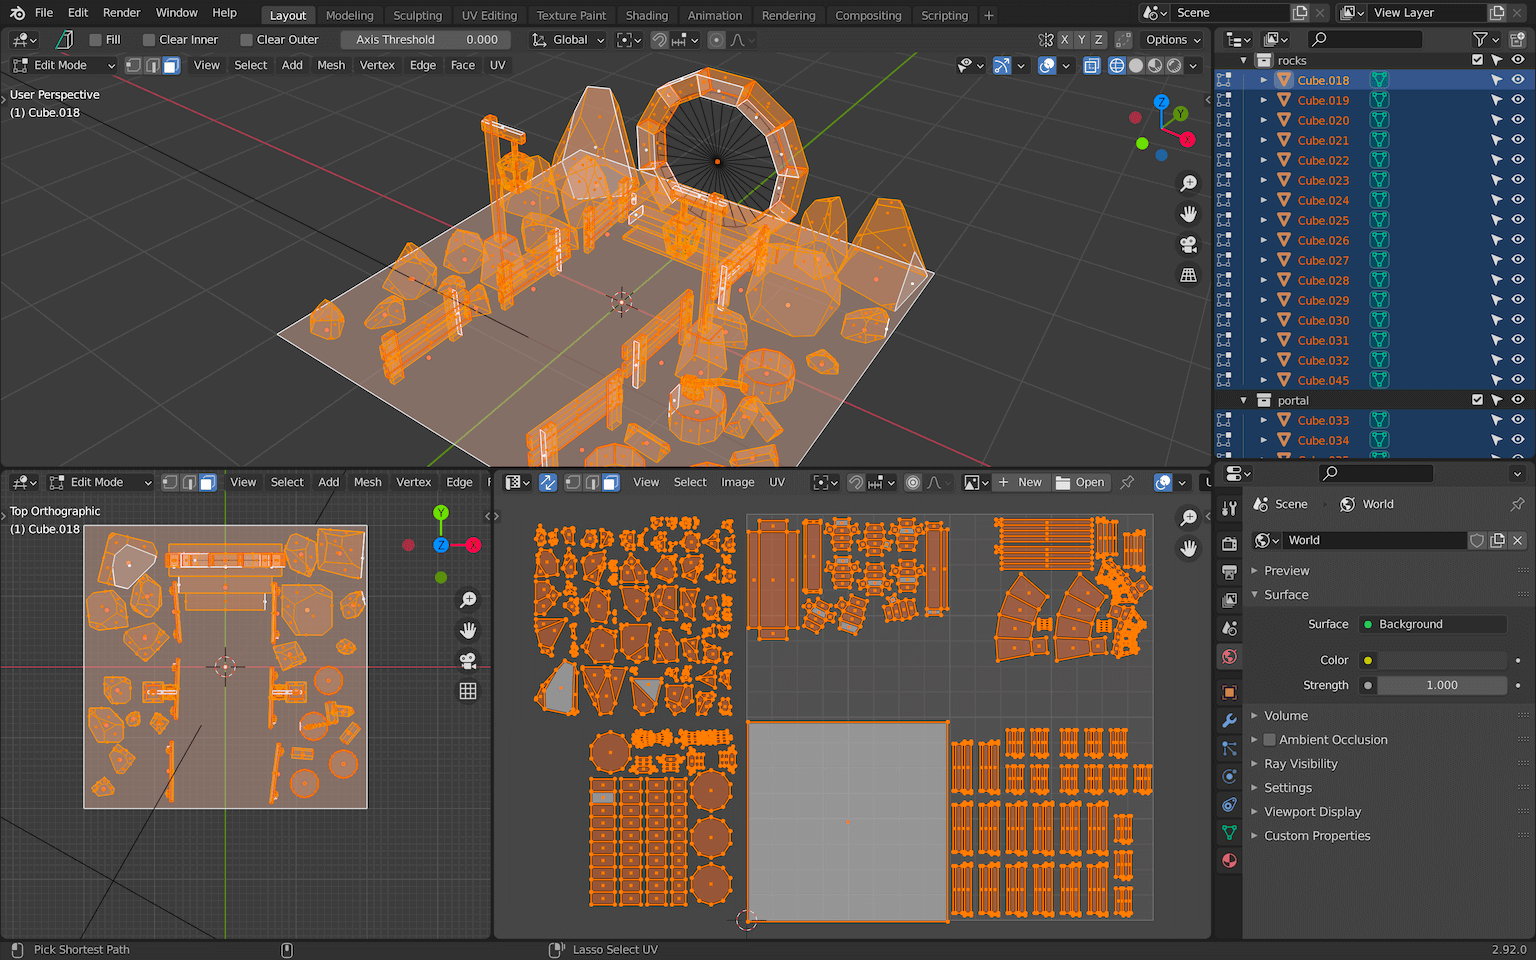 File Edit Render Window Help Layout Modeling Sculpting UV Editing Texture Paint Shading Animation Rendering Compositing Scripting + Scene View Layer
Fill Clear Inner Clear Outer Axis Threshold 0.000 Global X Y Z Options
Edit Mode View Select Add Mesh Vertex Edge Face UV
User Perspective
(1) Cube.018
Z
Y
X
rocks
Cube.018
Cube.019
Cube.020
Cube.021
Cube.022
Cube.023
Cube.024
Cube.025
Cube.026
Cube.027
Cube.028
Cube.029
Cube.030
Cube.031
Cube.032
Cube.045
portal
Cube.033
Cube.034
Edit Mode View Select Add Mesh Vertex Edge F
Top Orthographic
(1) Cube.018
Y
Z X
View Select Image UV + New Open U
Scene › World
World
Preview
Surface
Surface Background
Color
Strength 1.000
Volume
Ambient Occlusion
Ray Visibility
Settings
Viewport Display
Custom Properties
Pick Shortest Path Lasso Select UV 2.92.0